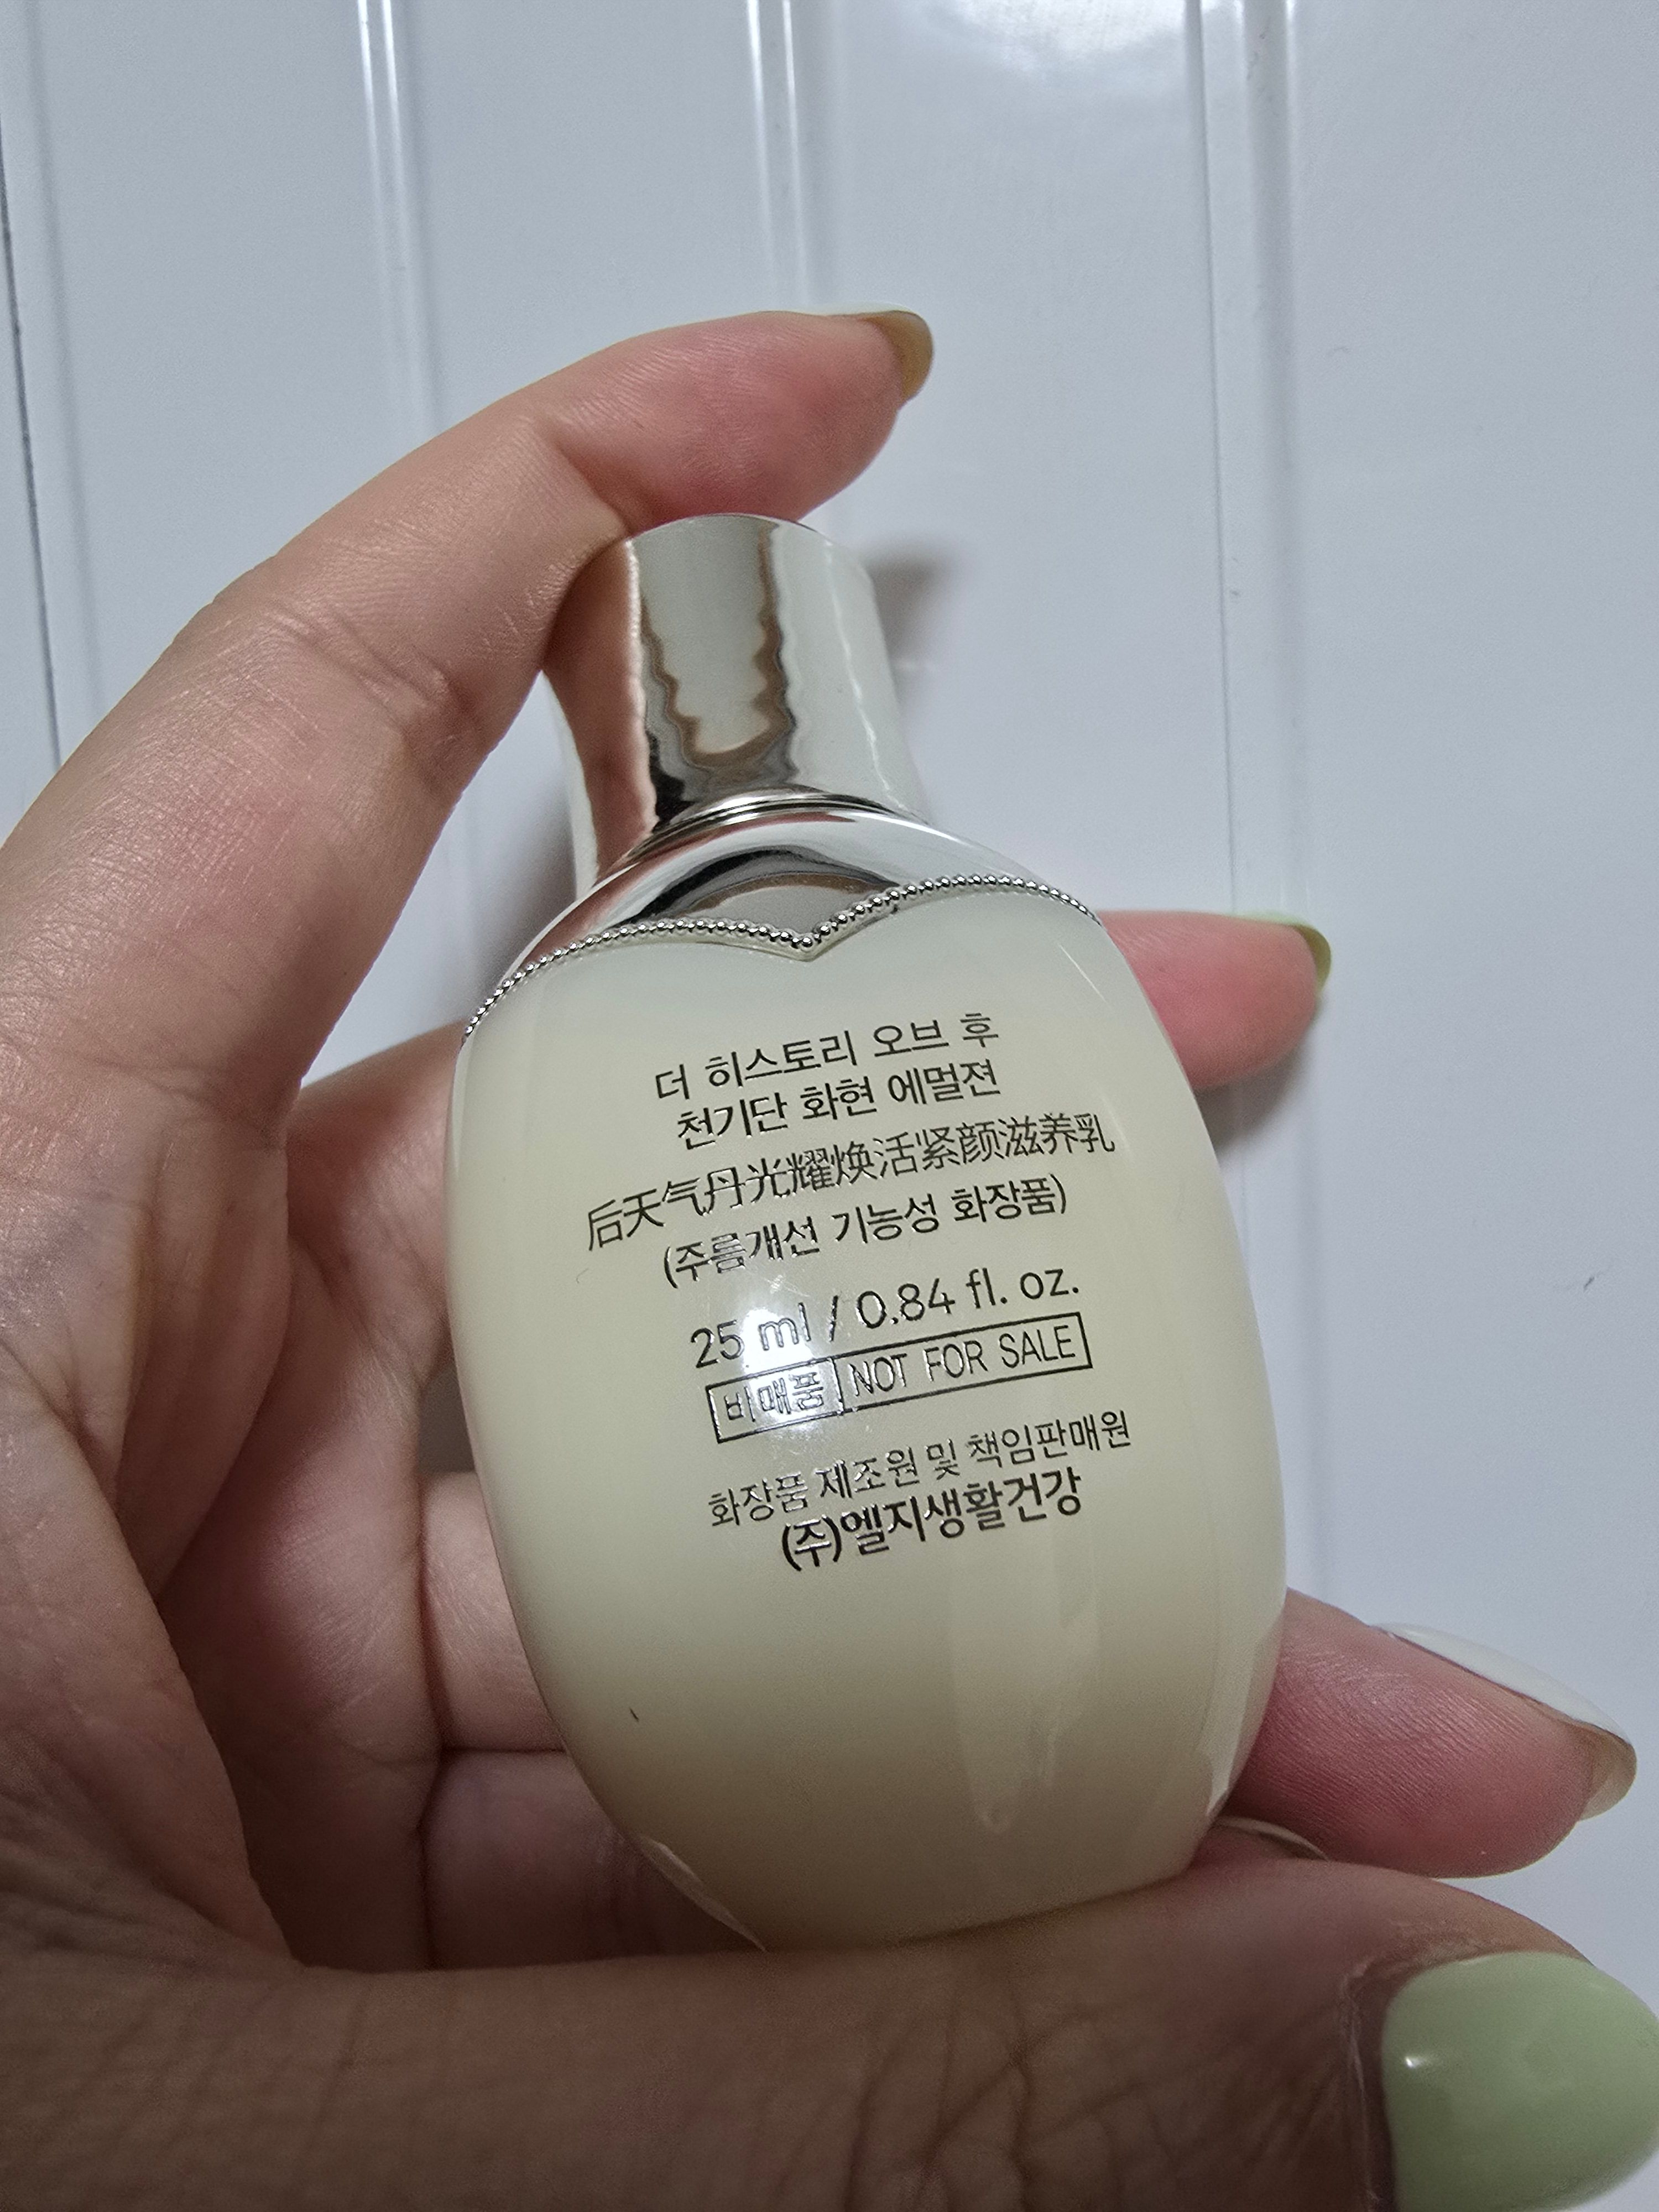 더 히스토리 오브 후
천기단 화현 에멀젼
后天气丹光耀焕活紧颜滋养乳
(주름개선 기능성 화장품)
25 ml / 0.84 fl. oz.
비매품 NOT FOR SALE
화장품 제조원 및 책임판매원
(주)엘지생활건강